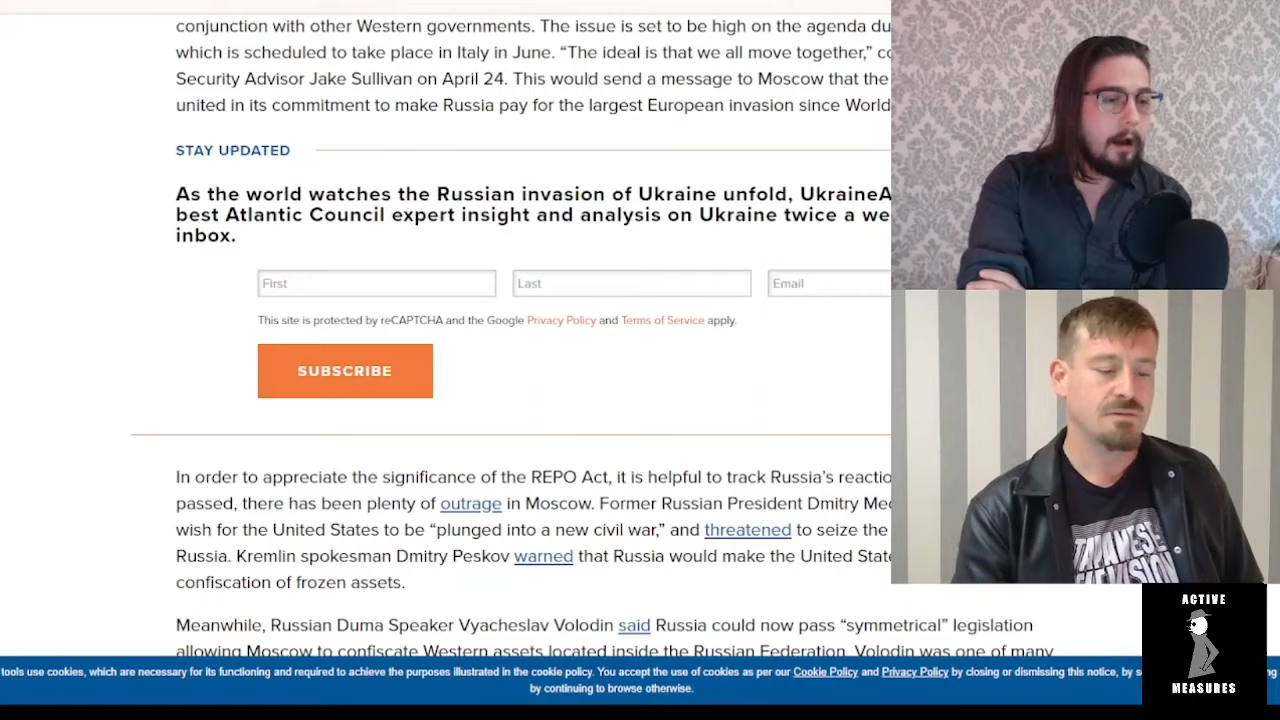 conjunction with other Western governments. The issue is set to be high on the agenda du
which is scheduled to take place in Italy in June. “The ideal is that we all move together,” co
Security Advisor Jake Sullivan on April 24. This would send a message to Moscow that the
united in its commitment to make Russia pay for the largest European invasion since World
STAY UPDATED
As the world watches the Russian invasion of Ukraine unfold, UkraineA
best Atlantic Council expert insight and analysis on Ukraine twice a we
inbox.
First Last Email
This site is protected by reCAPTCHA and the Google Privacy Policy and Terms of Service apply.
SUBSCRIBE
In order to appreciate the significance of the REPO Act, it is helpful to track Russia’s reactio
passed, there has been plenty of outrage in Moscow. Former Russian President Dmitry Med
wish for the United States to be “plunged into a new civil war,” and threatened to seize the
Russia. Kremlin spokesman Dmitry Peskov warned that Russia would make the United State
confiscation of frozen assets.
Meanwhile, Russian Duma Speaker Vyacheslav Volodin said Russia could now pass “symmetrical” legislation
allowing Moscow to confiscate Western assets located inside the Russian Federation. Volodin was one of many
tools use cookies, which are necessary for its functioning and required to achieve the purposes illustrated in the cookie policy. You accept the use of cookies as per our Cookie Policy and Privacy Policy by closing or dismissing this notice, by s
by continuing to browse otherwise.
ACTIVE
MEASURES